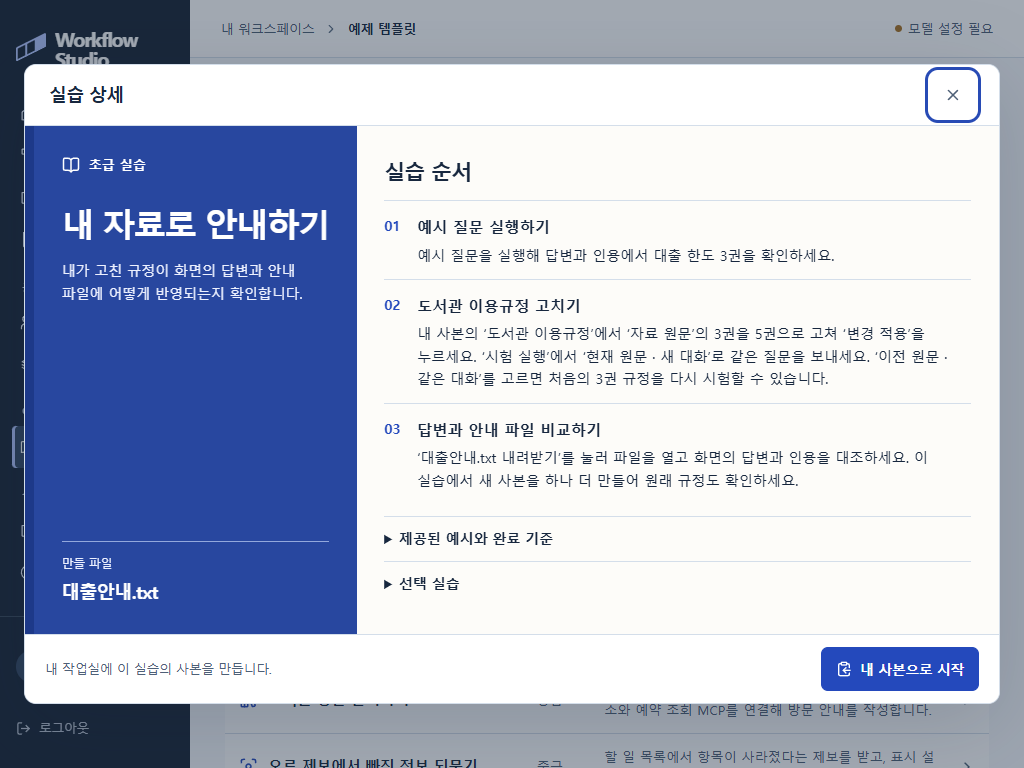 Workflow
Studio
내 워크스페이스 > 예제 템플릿
모델 설정 필요
실습 상세
초급 실습
내 자료로 안내하기
내가 고친 규정이 화면의 답변과 안내
파일에 어떻게 반영되는지 확인합니다.
만들 파일
대출안내.txt
실습 순서
01 예시 질문 실행하기
예시 질문을 실행해 답변과 인용에서 대출 한도 3권을 확인하세요.
02 도서관 이용규정 고치기
내 사본의 ‘도서관 이용규정’에서 ‘자료 원문’의 3권을 5권으로 고쳐 ‘변경 적용’을
누르세요. ‘시험 실행’에서 ‘현재 원문 · 새 대화’로 같은 질문을 보내세요. ‘이전 원문 ·
같은 대화’를 고르면 처음의 3권 규정을 다시 시험할 수 있습니다.
03 답변과 안내 파일 비교하기
‘대출안내.txt 내려받기’를 눌러 파일을 열고 화면의 답변과 인용을 대조하세요. 이
실습에서 새 사본을 하나 더 만들어 원래 규정도 확인하세요.
▶ 제공된 예시와 완료 기준
▶ 선택 실습
내 작업실에 이 실습의 사본을 만듭니다.
내 사본으로 시작
소와 예약 조회 MCP를 연결해 방문 안내를 작성합니다.
로그아웃
할 일 목록에서 항목이 사라졌다는 제보를 받고, 표시 설
오류 제보에서 빠진 정보 되묻기
중급